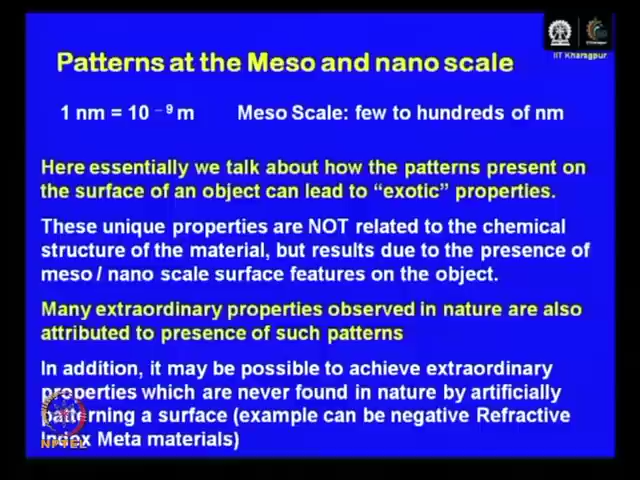 Patterns at the Meso and nano scale
IIT Kharagpur
1 nm = 10 – 9 m Meso Scale: few to hundreds of nm
Here essentially we talk about how the patterns present on
the surface of an object can lead to “exotic” properties.
These unique properties are NOT related to the chemical
structure of the material, but results due to the presence of
meso / nano scale surface features on the object.
Many extraordinary properties observed in nature are also
attributed to presence of such patterns
In addition, it may be possible to achieve extraordinary
properties which are never found in nature by artificially
patterning a surface (example can be negative Refractive
Index Meta materials)
NPTEL